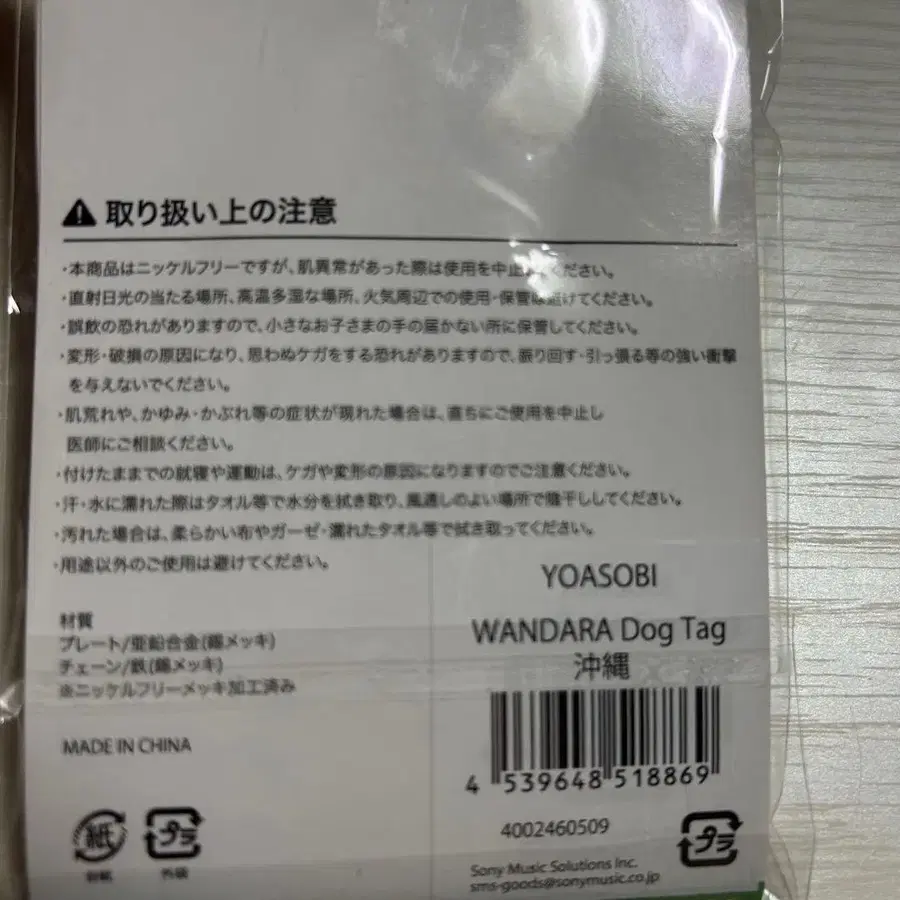 取り扱い上の注意
・本商品はニッケルフリーですが、肌異常があった際は使用を中止ください。
・直射日光の当たる場所、高温多湿な場所、火気周辺での使用・保管は避けてください。
・誤飲の恐れがありますので、小さなお子さまの手の届かない所に保管してください。
・変形・破損の原因になり、思わぬケガをする恐れがありますので、振り回す・引っ張る等の強い衝撃
を与えないでください。
・肌荒れや、かゆみ・かぶれ等の症状が現れた場合は、直ちにご使用を中止し
医師にご相談ください。
・付けたままでの就寝や運動は、ケガや変形の原因になりますのでご注意ください。
・汗・水に濡れた際はタオル等で水分を拭き取り、風通しのよい場所で陰干ししてください。
・汚れた場合は、柔らかい布やガーゼ・濡れたタオル等で拭き取ってください。
・用途以外のご使用は避けてください。
材質
プレート/亜鉛合金(錫メッキ)
チェーン/鉄(錫メッキ)
※ニッケルフリーメッキ加工済み
MADE IN CHINA
紙
プラ
外装
YOASOBI
WANDARA Dog Tag
沖縄
4 539648 518869
4002460509
プラ
Sony Music Solutions Inc.
sms-goods@sonymusic.co.jp